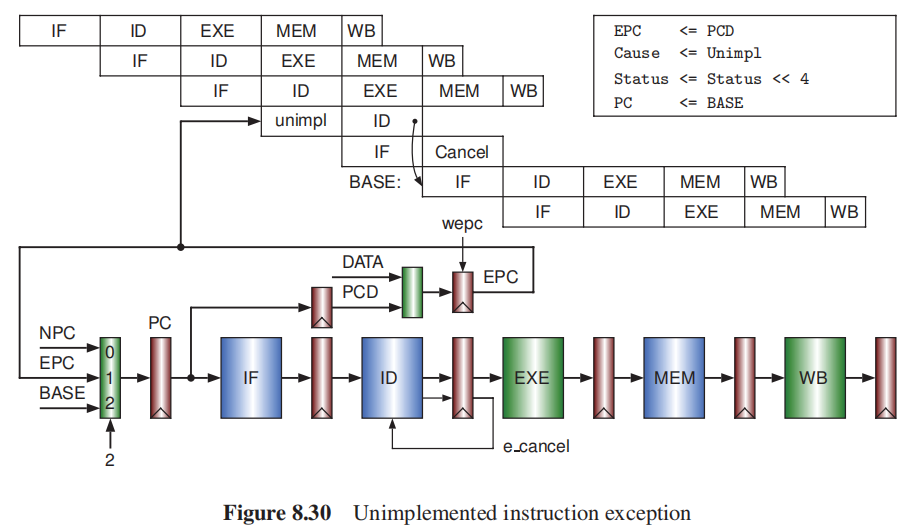 IF ID EXE MEM WB
IF ID EXE MEM WB
IF ID EXE MEM WB
unimpl ID
IF Cancel
BASE: IF ID EXE MEM WB
IF ID EXE MEM WB
EPC <= PCD
Cause <= Unimpl
Status <= Status << 4
PC <= BASE
wepc
DATA
PCD
EPC
NPC
EPC
BASE
0
1
2
2
PC
IF ID EXE MEM WB
e_cancel
Figure 8.30 Unimplemented instruction exception